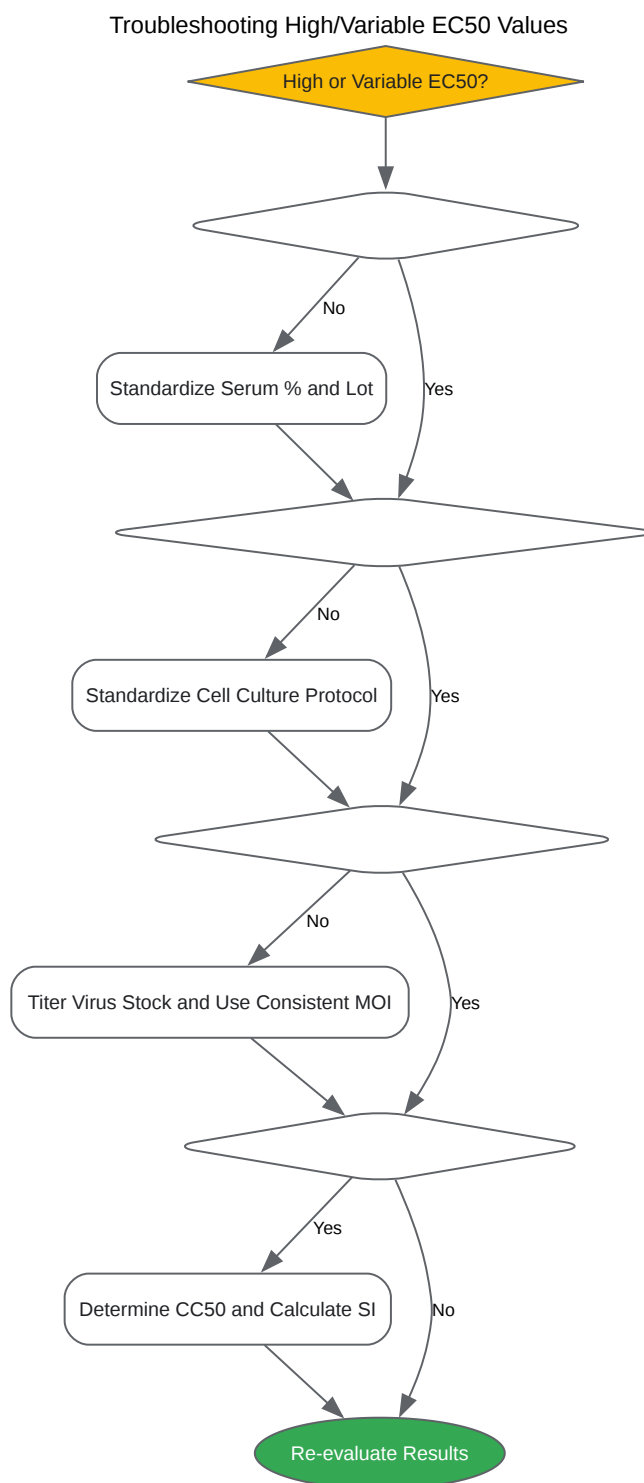 Troubleshooting High/Variable EC50 Values
High or Variable EC50?
No
Standardize Serum % and Lot
Yes
No
Standardize Cell Culture Protocol
Yes
No
Titer Virus Stock and Use Consistent MOI
Yes
Yes
Determine CC50 and Calculate SI
No
Re-evaluate Results